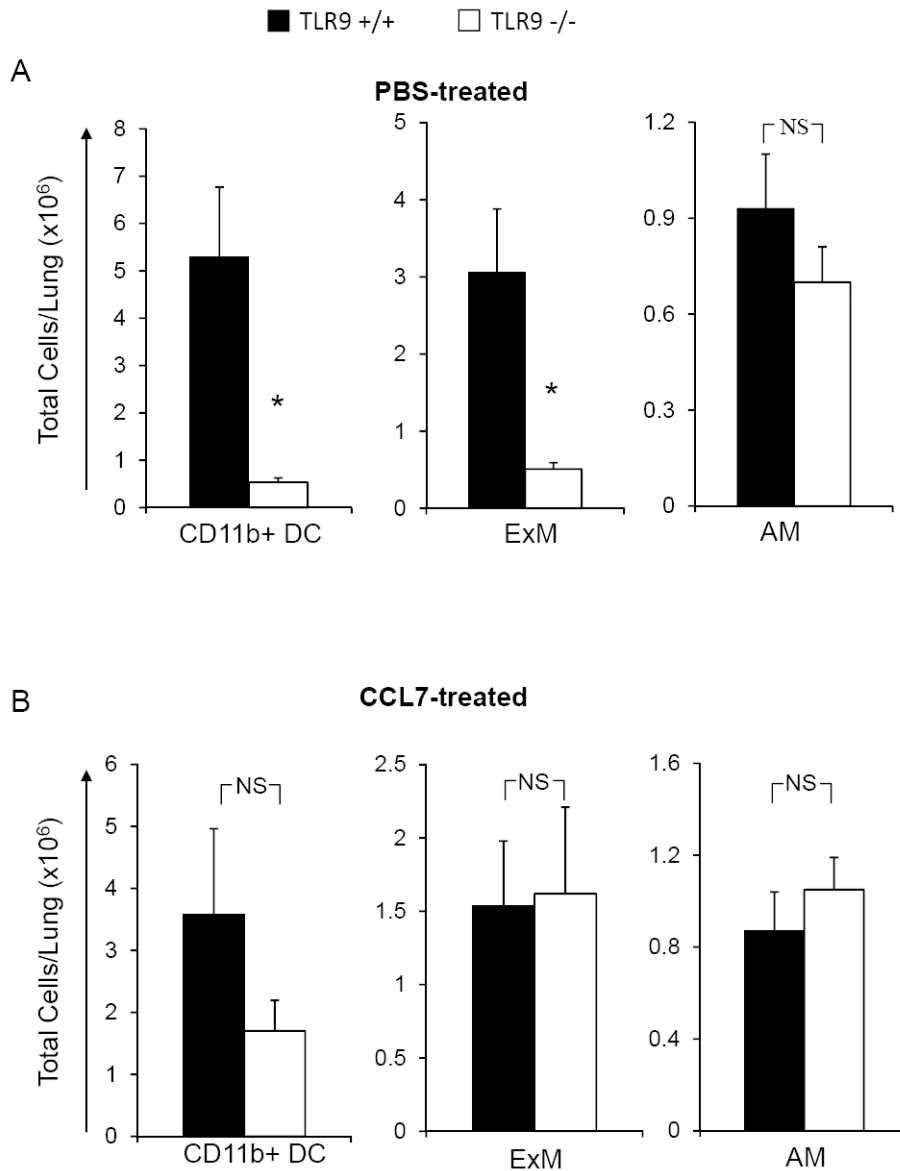 TLR9 +/+ TLR9 -/-
A
PBS-treated
Total Cells/Lung (x10⁶)
8
7
6
5
4
3
2
1
0
*
CD11b+ DC
5
4
3
2
1
0
*
ExM
1.2
0.9
0.6
0.3
0
NS
AM
B
CCL7-treated
Total Cells/Lung (x10⁶)
6
5
4
3
2
1
0
NS
CD11b+ DC
2.5
2
1.5
1
0.5
0
NS
ExM
1.6
1.2
0.8
0.4
0
NS
AM